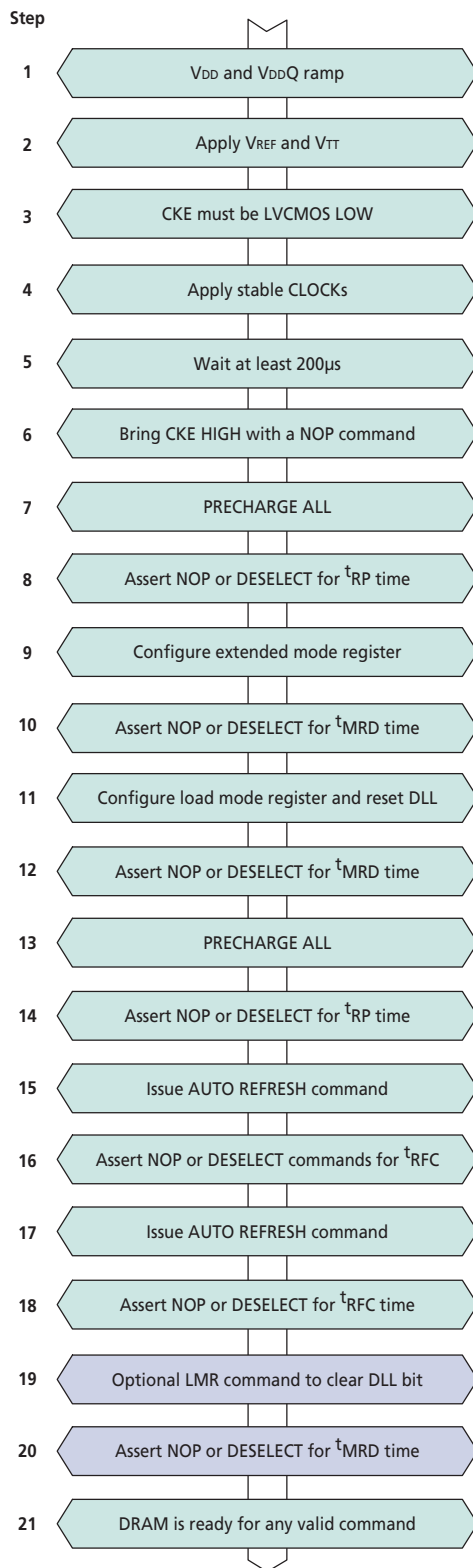 Step
1 VDD and VDDQ ramp
2 Apply VREF and VTT
3 CKE must be LVCMOS LOW
4 Apply stable CLOCKs
5 Wait at least 200µs
6 Bring CKE HIGH with a NOP command
7 PRECHARGE ALL
8 Assert NOP or DESELECT for tRP time
9 Configure extended mode register
10 Assert NOP or DESELECT for tMRD time
11 Configure load mode register and reset DLL
12 Assert NOP or DESELECT for tMRD time
13 PRECHARGE ALL
14 Assert NOP or DESELECT for tRP time
15 Issue AUTO REFRESH command
16 Assert NOP or DESELECT commands for tRFC
17 Issue AUTO REFRESH command
18 Assert NOP or DESELECT for tRFC time
19 Optional LMR command to clear DLL bit
20 Assert NOP or DESELECT for tMRD time
21 DRAM is ready for any valid command